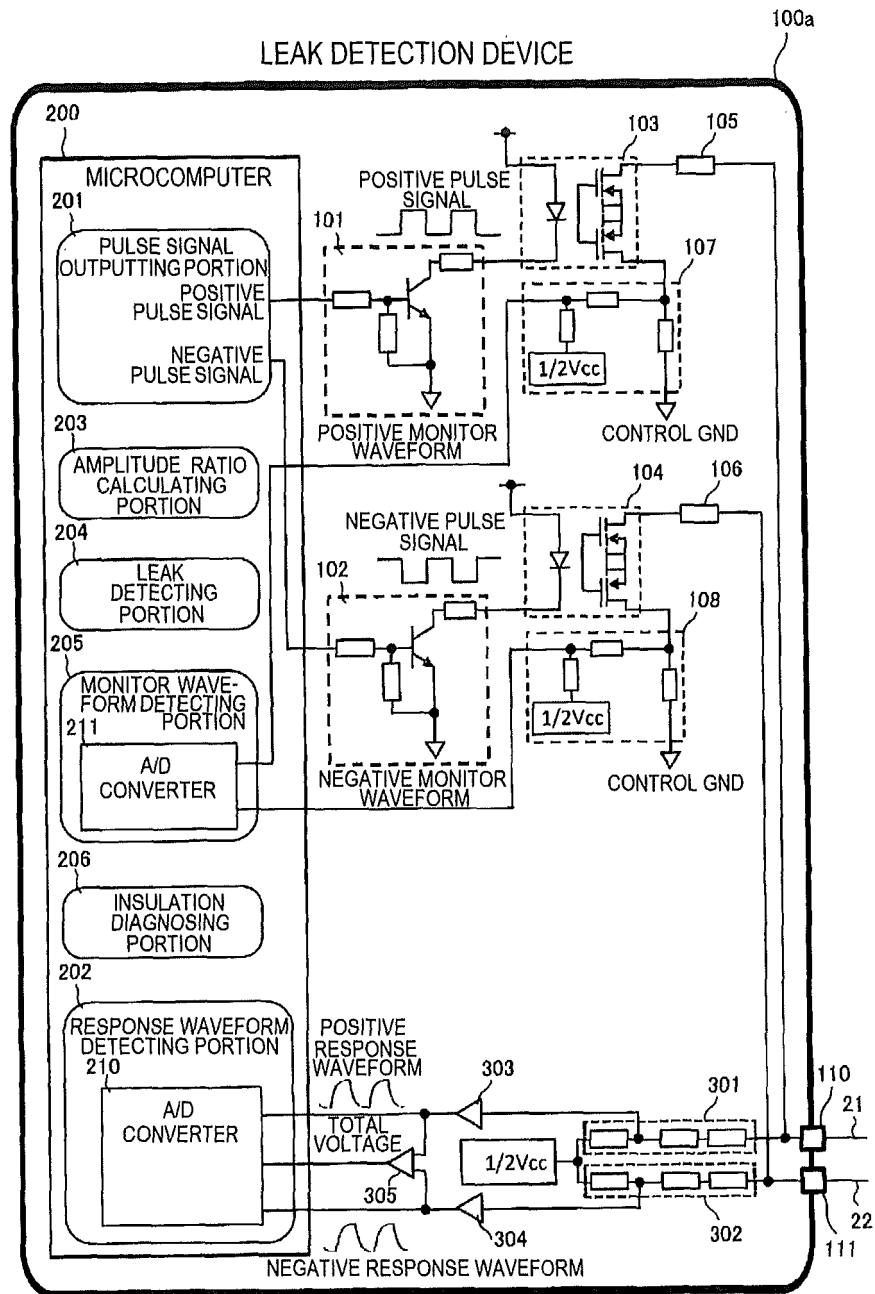 100a
LEAK DETECTION DEVICE
200
MICROCOMPUTER
201
PULSE SIGNAL
OUTPUTTING PORTION
POSITIVE
PULSE SIGNAL
NEGATIVE
PULSE SIGNAL
203
AMPLITUDE RATIO
CALCULATING
PORTION
204
LEAK
DETECTING
PORTION
205
MONITOR WAVE-
FORM DETECTING
PORTION
211
A/D
CONVERTER
206
INSULATION
DIAGNOSING
PORTION
202
RESPONSE WAVEFORM
DETECTING PORTION
210
A/D
CONVERTER
POSITIVE PULSE
SIGNAL
101
103
105
107
1/2Vcc
CONTROL GND
POSITIVE MONITOR
WAVEFORM
NEGATIVE PULSE
SIGNAL
102
104
106
108
1/2Vcc
CONTROL GND
NEGATIVE MONITOR
WAVEFORM
POSITIVE
RESPONSE
WAVEFORM
303
TOTAL
VOLTAGE
305
1/2Vcc
301
110
21
304
302
22
111
NEGATIVE RESPONSE WAVEFORM